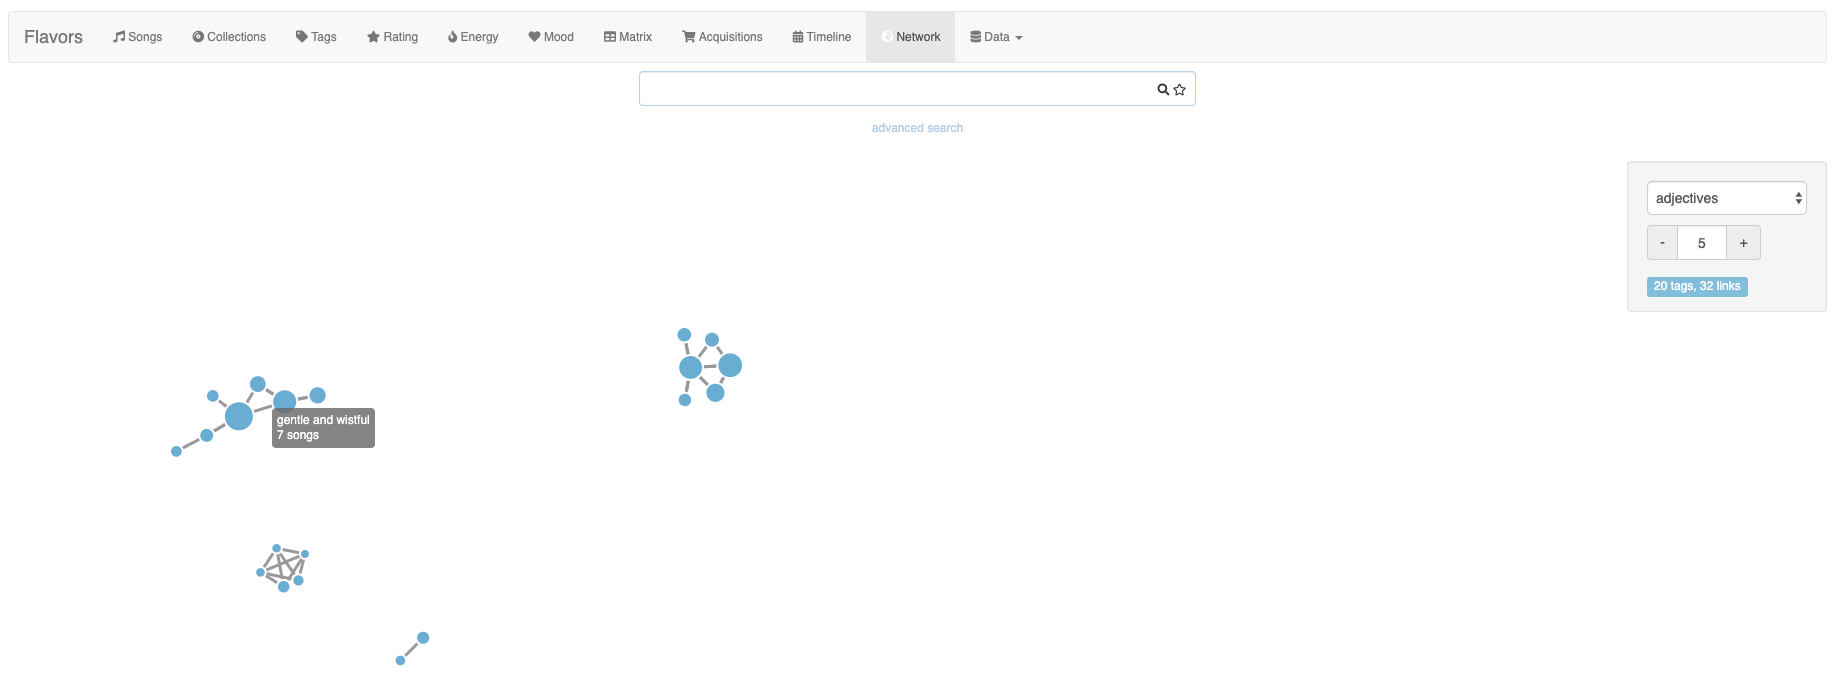 Flavors Songs Collections Tags Rating Energy Mood Matrix Acquisitions Timeline Network Data
advanced search
adjectives
- 5 +
20 tags, 32 links
gentle and wistful
7 songs